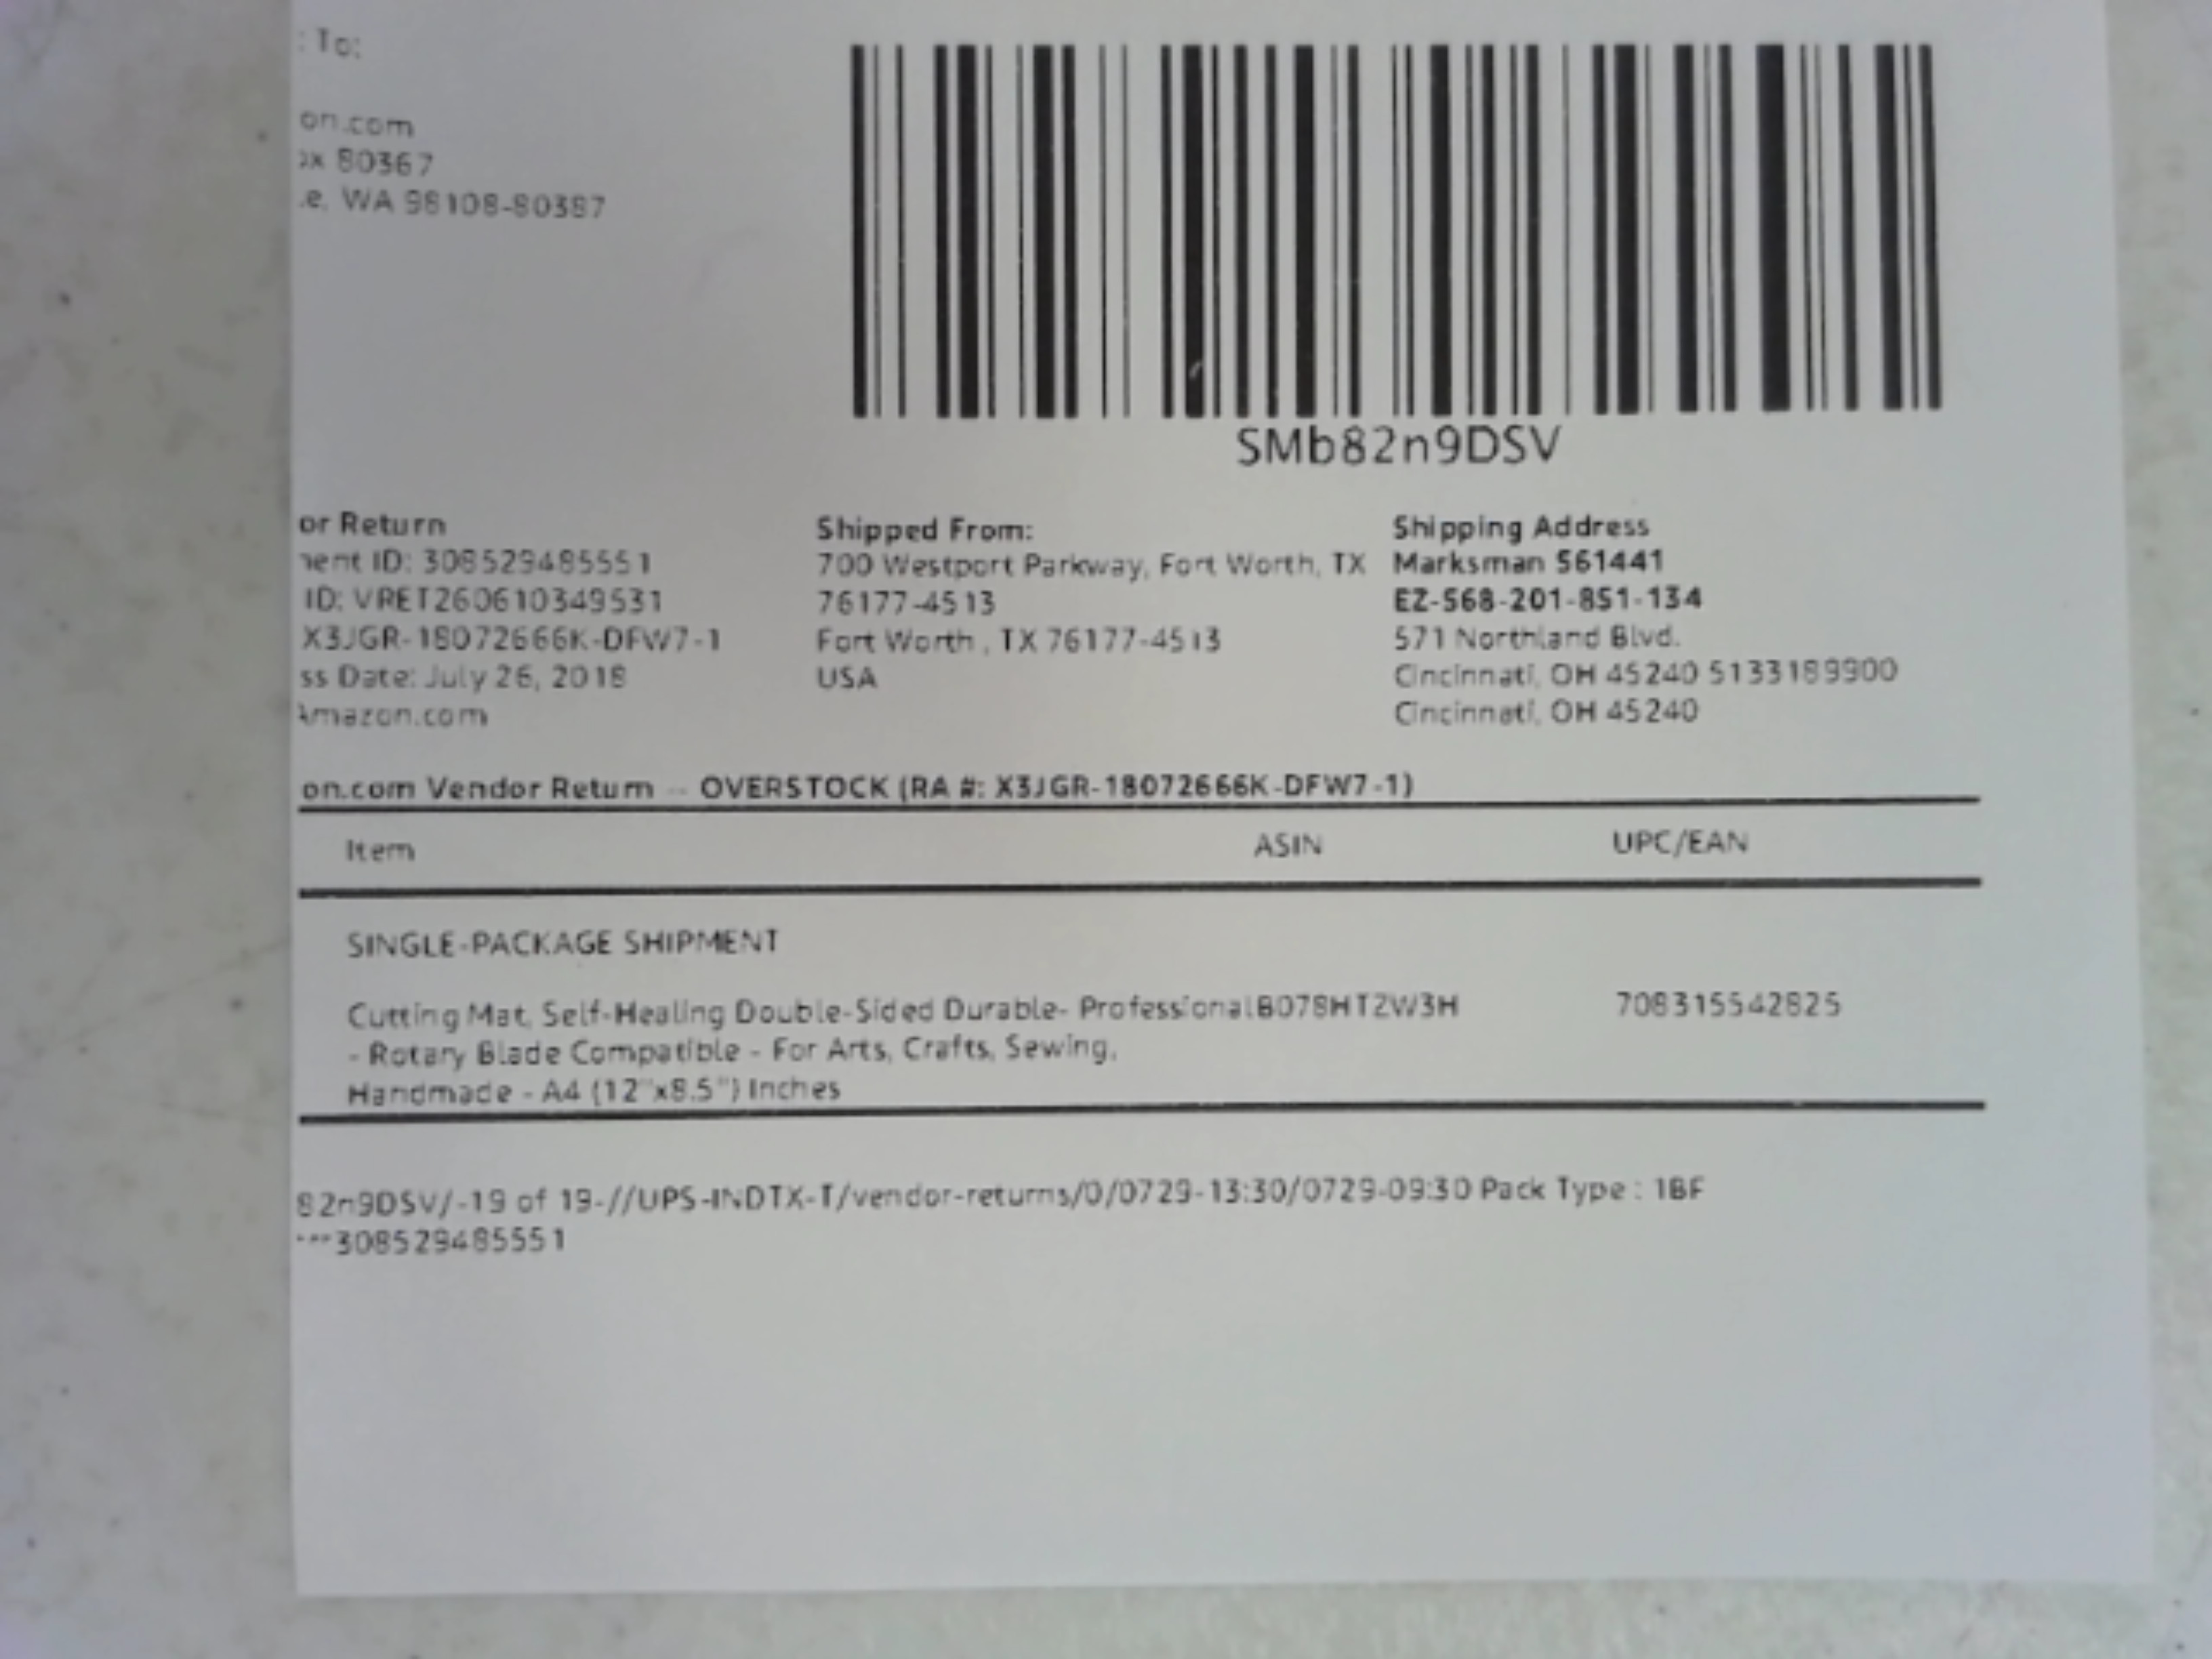 : To:
on.com
ox 80367
.e, WA 98108-80387
SMb82n9DSV
or Return
nent ID: 308529485551
ID: VRET260610349531
X3JGR-18072666K-DFW7-1
ss Date: July 26, 2018
Amazon.com
Shipped From:
700 Westport Parkway, Fort Worth, TX
76177-4513
Fort Worth , TX 76177-4513
USA
Shipping Address
Marksman 561441
EZ-568-201-851-134
571 Northland Blvd.
Cincinnati, OH 45240 5133189900
Cincinnati, OH 45240
on.com Vendor Return -- OVERSTOCK (RA #: X3JGR-18072666K-DFW7-1)
Item ASIN UPC/EAN
SINGLE-PACKAGE SHIPMENT
Cutting Mat, Self-Healing Double-Sided Durable- Professional B078HTZW3H 708315542825
- Rotary Blade Compatible - For Arts, Crafts, Sewing,
Handmade - A4 (12"x8.5") Inches
82n9DSV/-19 of 19-//UPS-INDTX-T/vendor-returns/0/0729-13:30/0729-09:30 Pack Type : 1BF
***308529485551